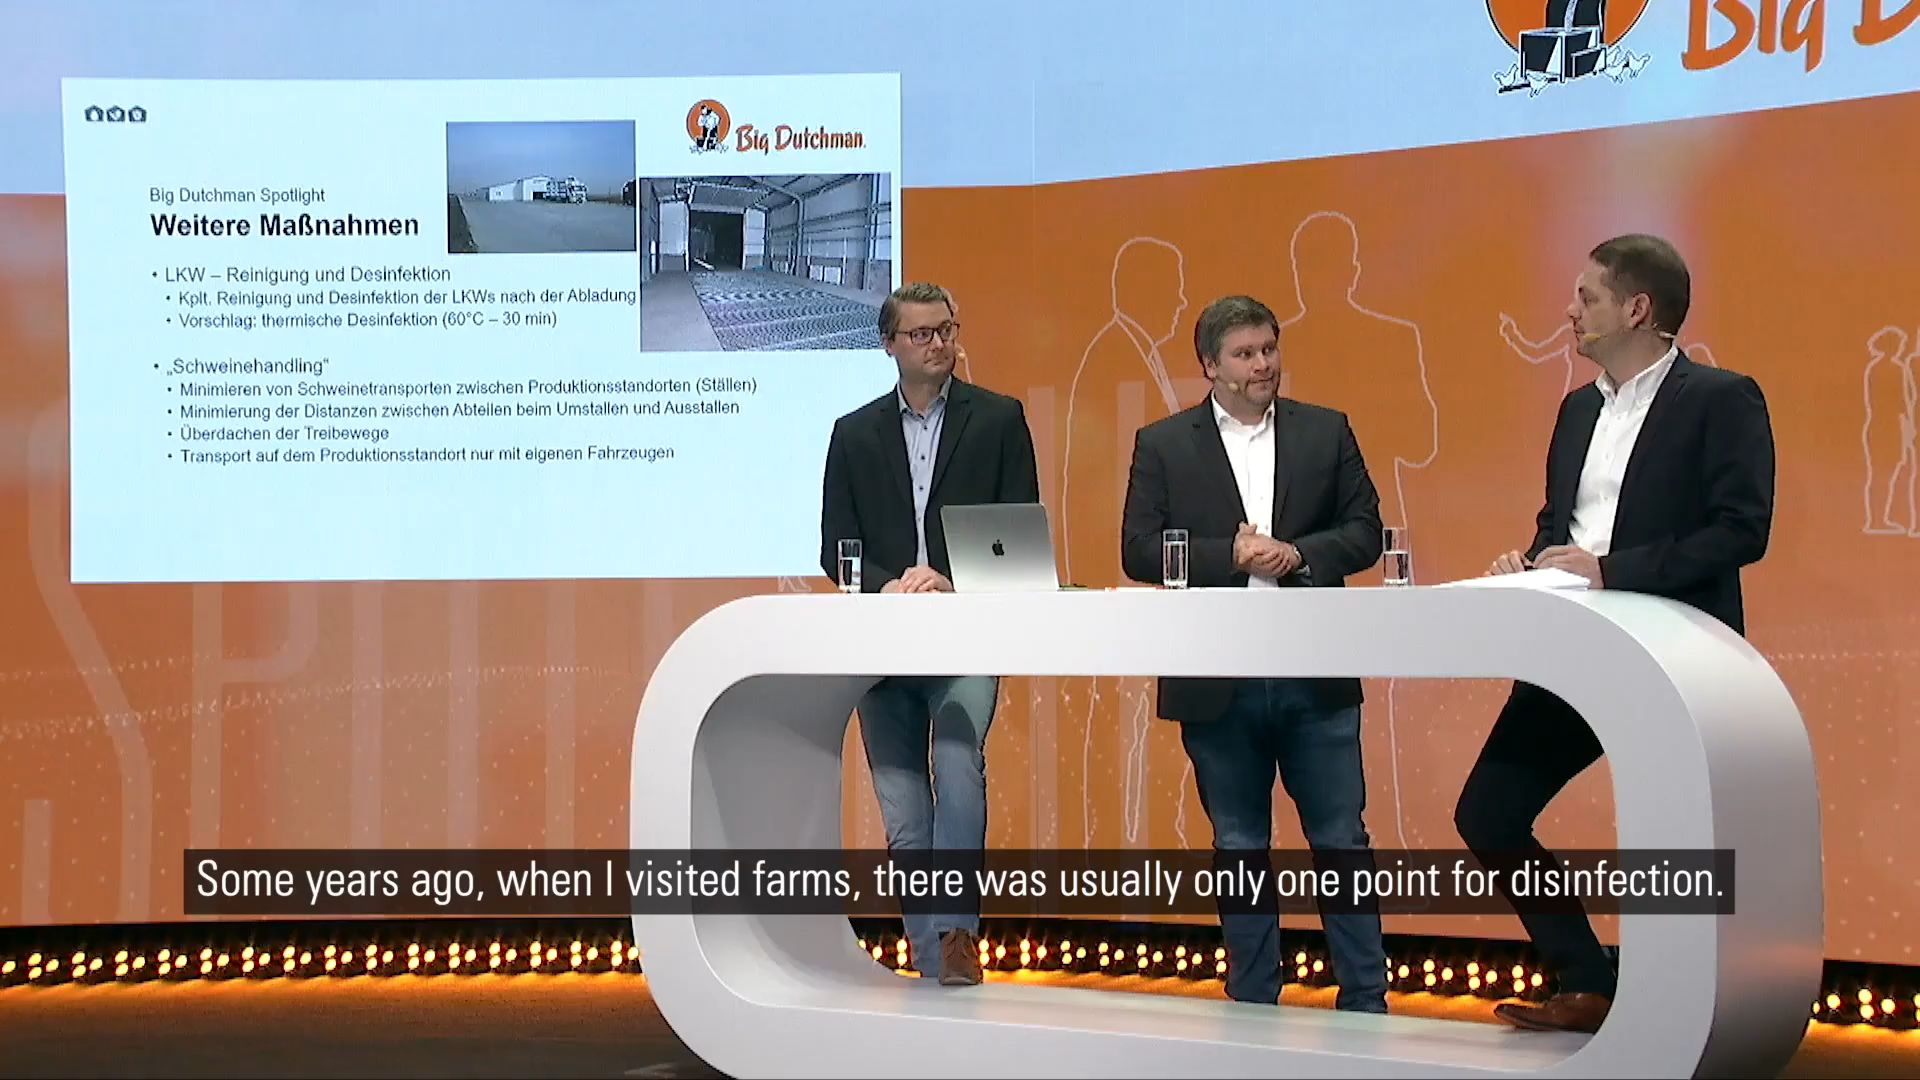 Big D
Big Dutchman
Big Dutchman Spotlight
Weitere Maßnahmen
• LKW – Reinigung und Desinfektion
• Kplt. Reinigung und Desinfektion der LKWs nach der Abladung
• Vorschlag: thermische Desinfektion (60°C – 30 min)
• „Schweinehandling“
• Minimieren von Schweinetransporten zwischen Produktionsstandorten (Ställen)
• Minimierung der Distanzen zwischen Abteilen beim Umstallen und Ausstallen
• Überdachen der Treibewege
• Transport auf dem Produktionsstandort nur mit eigenen Fahrzeugen
Some years ago, when I visited farms, there was usually only one point for disinfection.